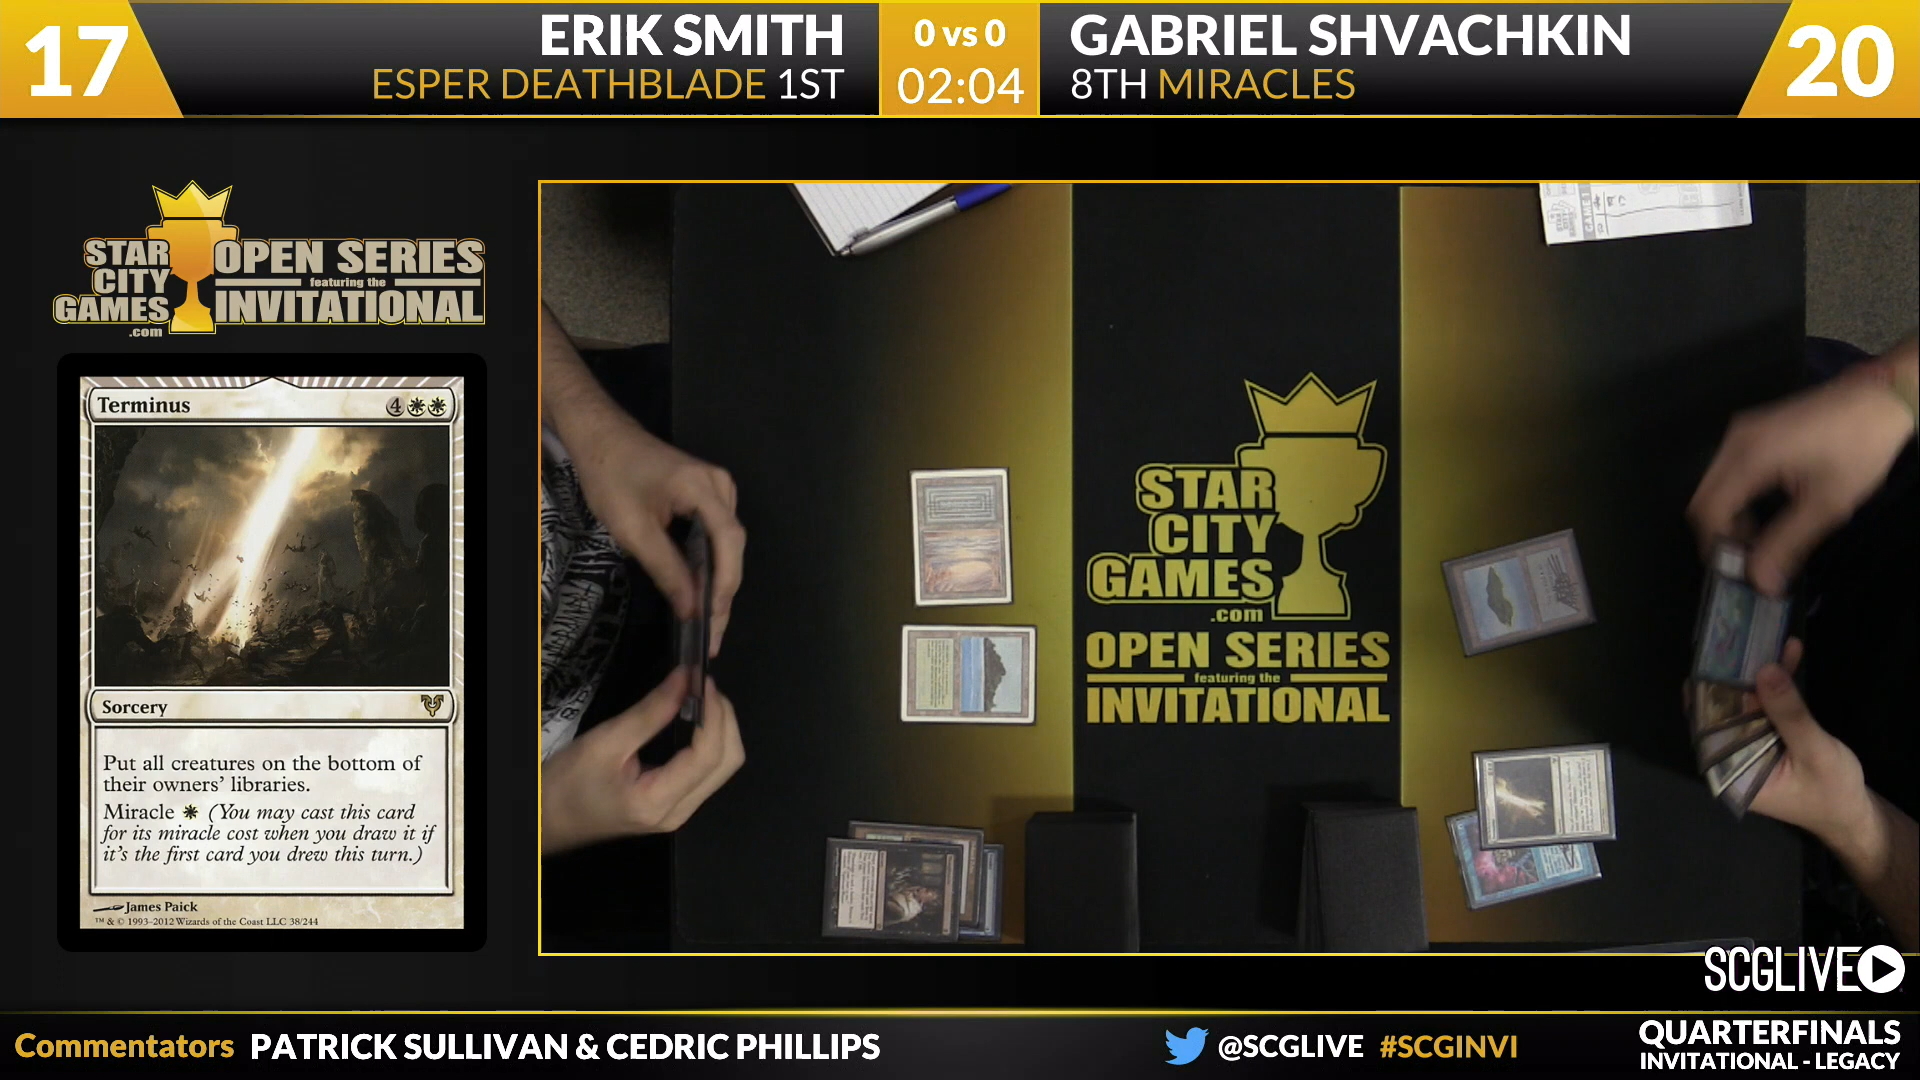 17
ERIK SMITH
ESPER DEATHBLADE 1ST
0 vs 0
02:04
GABRIEL SHVACHKIN
8TH MIRACLES
20
STAR CITY GAMES .com
OPEN SERIES
featuring the
INVITATIONAL
Terminus 4
Sorcery
Put all creatures on the bottom of
their owners' libraries.
Miracle (You may cast this card
for its miracle cost when you draw it if
it's the first card you drew this turn.)
James Paick
™ & © 1993–2012 Wizards of the Coast LLC 38/244
GAME 1
STAR
CITY
GAMES
.com
OPEN SERIES
featuring the
INVITATIONAL
SCGLIVE
Commentators PATRICK SULLIVAN & CEDRIC PHILLIPS
@SCGLIVE #SCGINVI
QUARTERFINALS
INVITATIONAL - LEGACY